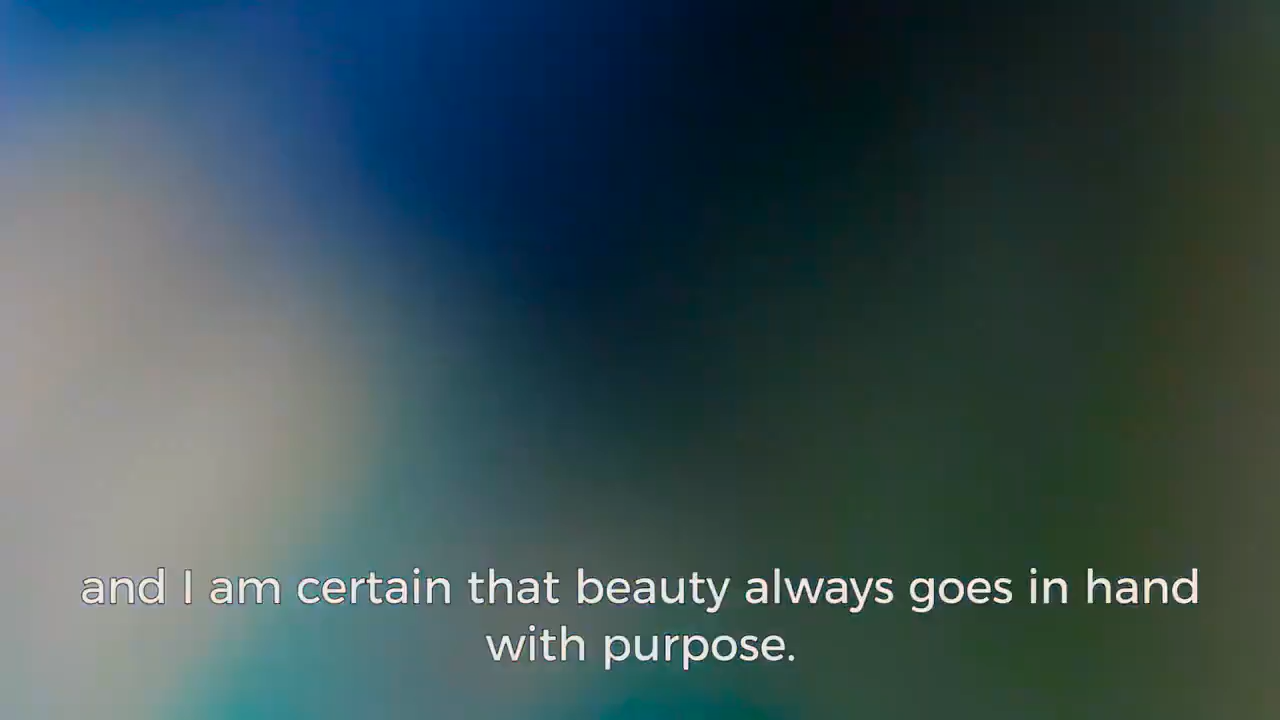 and I am certain that beauty always goes in hand
with purpose.